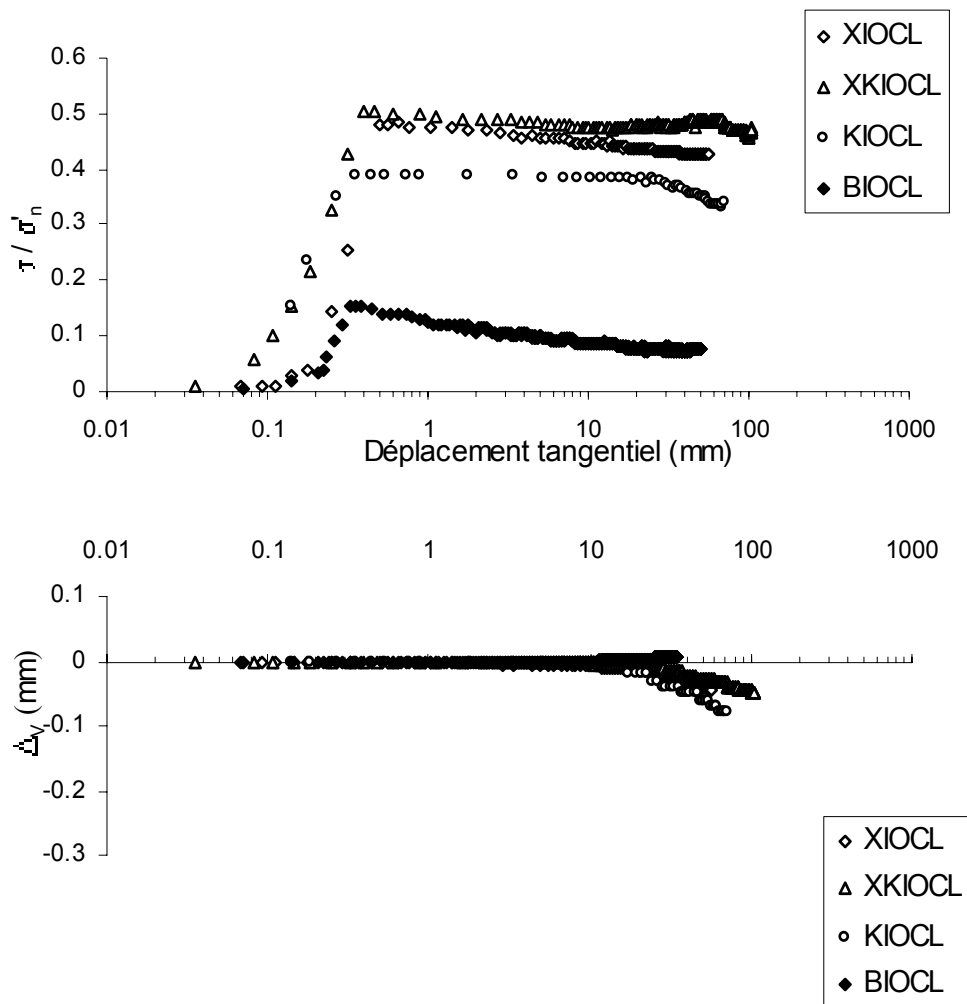 XIOCL
XKIOCL
KIOCL
BIOCL
0.6
0.5
0.4
0.3
0.2
0.1
0
τ / σ'n
0.01 0.1 1 10 100 1000
Déplacement tangentiel (mm)
0.01 0.1 1 10 100 1000
0.1
0
-0.1
-0.2
-0.3
(mm)
XIOCL
XKIOCL
KIOCL
BIOCL